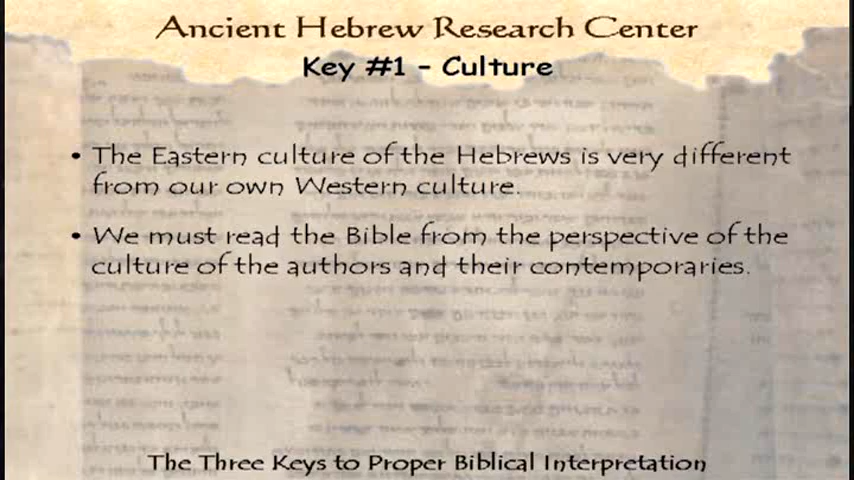 Ancient Hebrew Research Center
Key #1 - Culture
• The Eastern culture of the Hebrews is very different
from our own Western culture.
• We must read the Bible from the perspective of the
culture of the authors and their contemporaries.
The Three Keys to Proper Biblical Interpretation